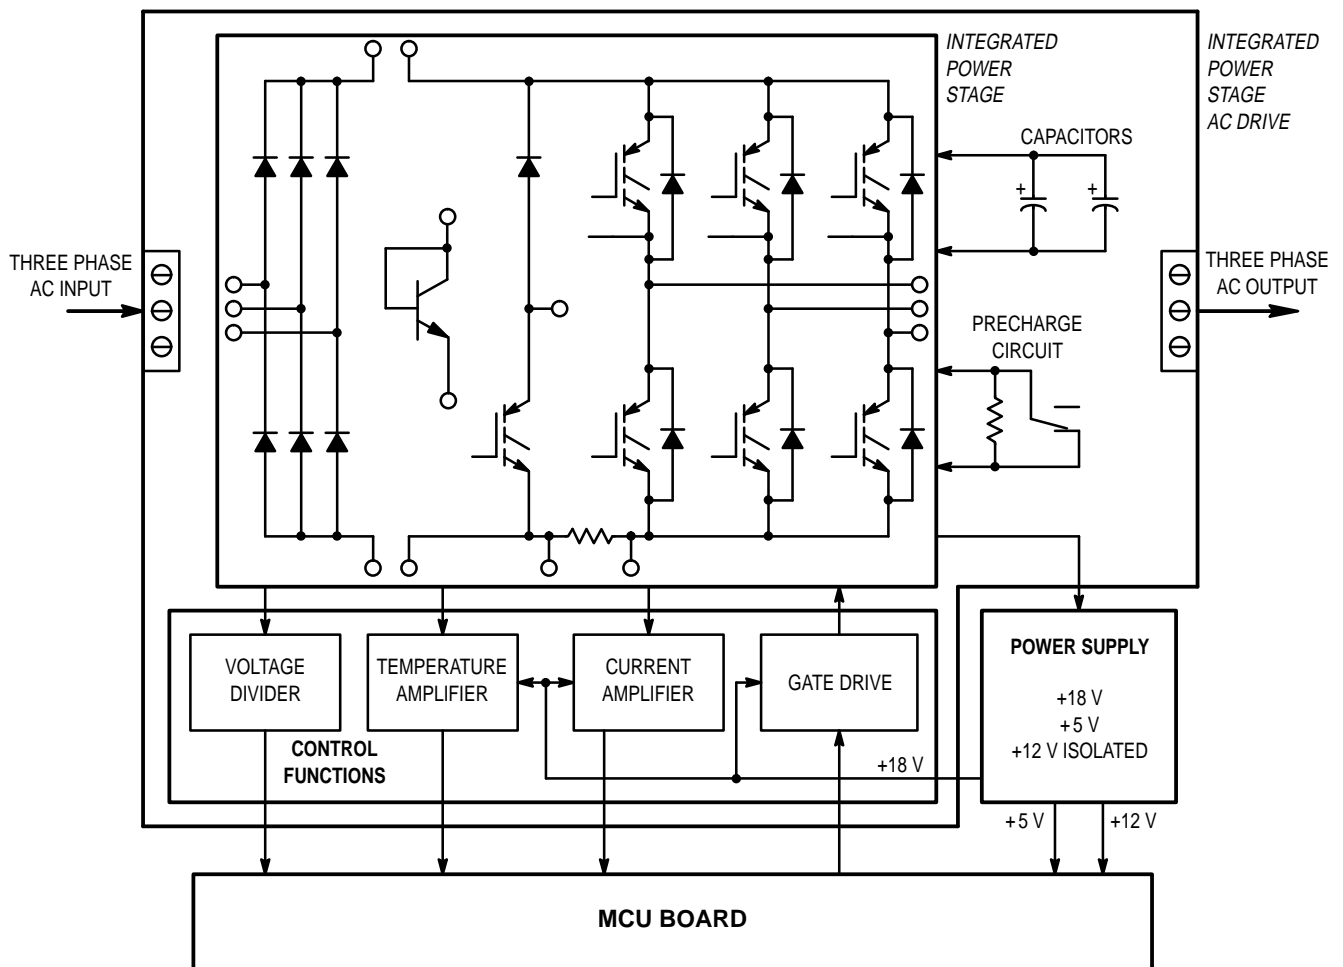 INTEGRATED
POWER
STAGE
INTEGRATED
POWER
STAGE
AC DRIVE
CAPACITORS
+
+
THREE PHASE
AC INPUT
THREE PHASE
AC OUTPUT
PRECHARGE
CIRCUIT
VOLTAGE
DIVIDER
TEMPERATURE
AMPLIFIER
CURRENT
AMPLIFIER
GATE DRIVE
POWER SUPPLY
+18 V
+5 V
+12 V ISOLATED
CONTROL
FUNCTIONS
+18 V
+5 V
+12 V
MCU BOARD